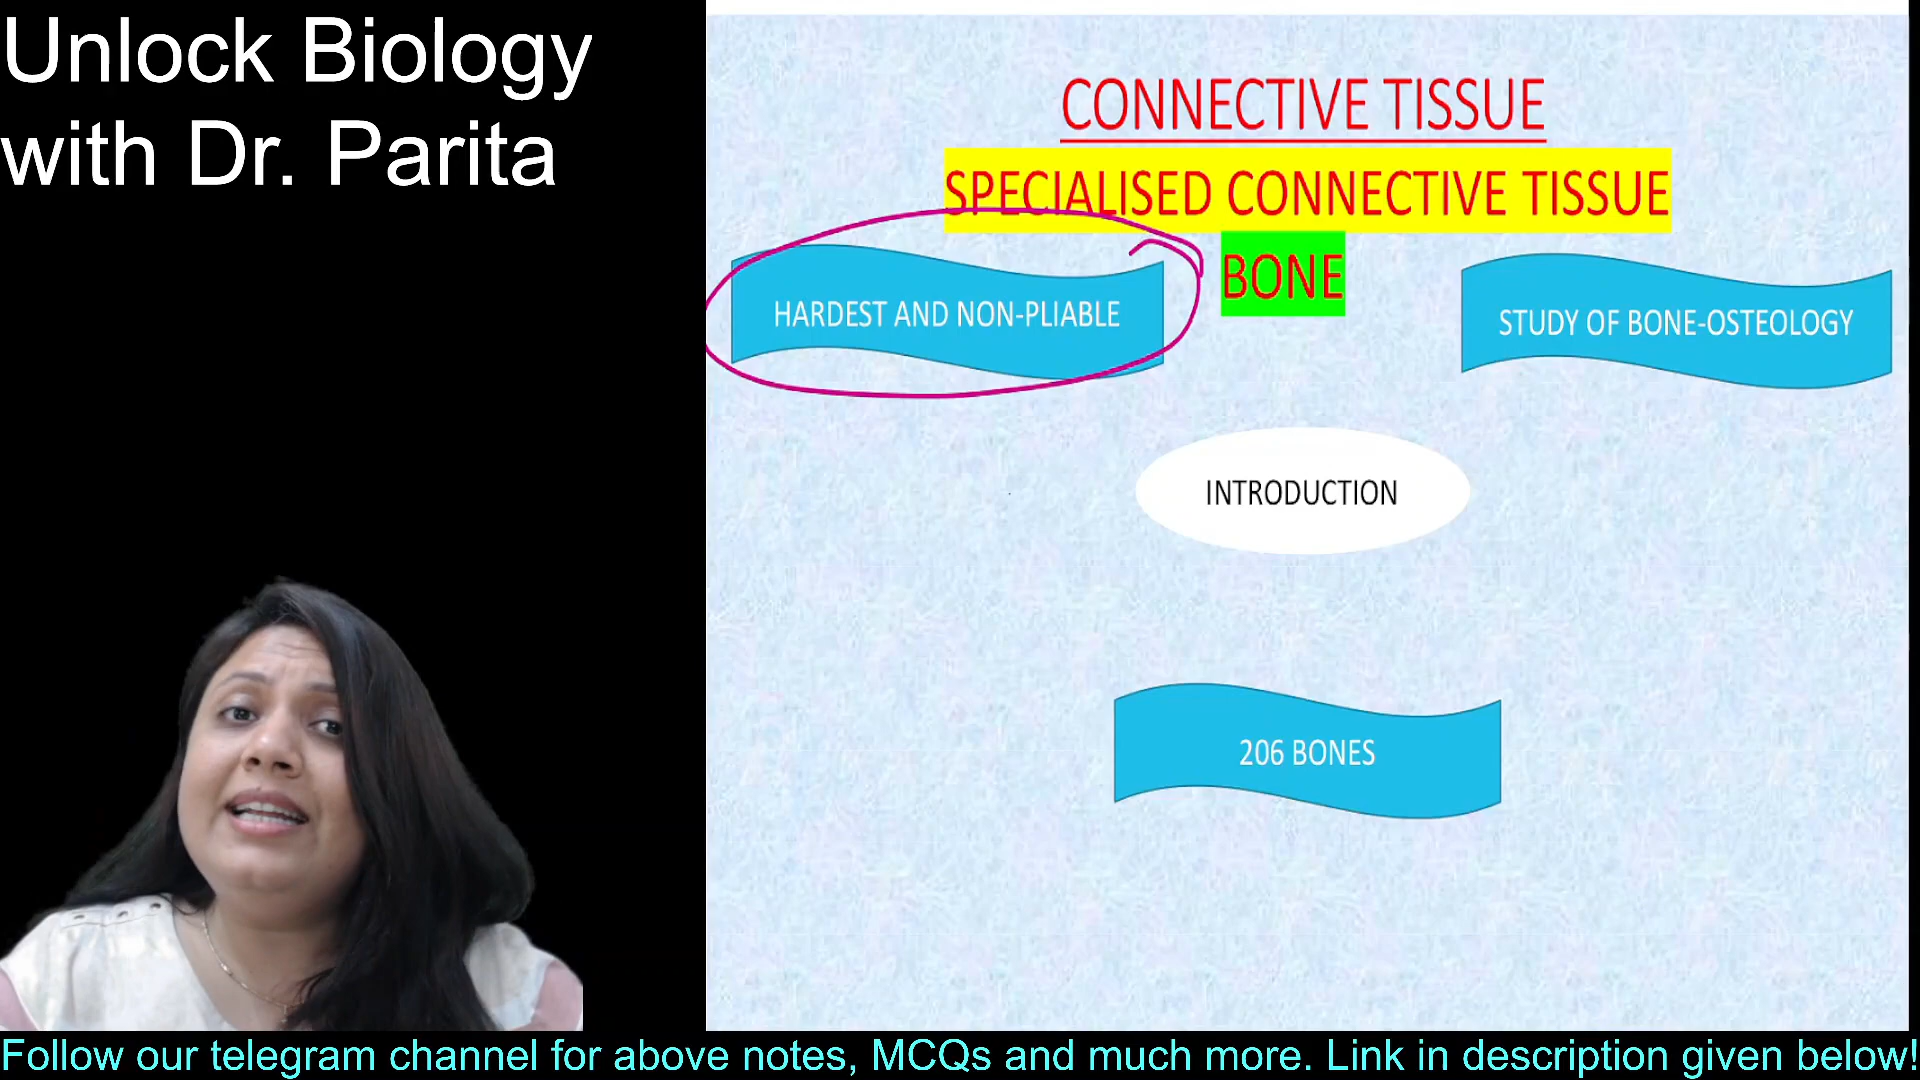 Unlock Biology
with Dr. Parita
CONNECTIVE TISSUE
SPECIALISED CONNECTIVE TISSUE
BONE
HARDEST AND NON-PLIABLE
STUDY OF BONE-OSTEOLOGY
INTRODUCTION
206 BONES
Follow our telegram channel for above notes, MCQs and much more. Link in description given below!